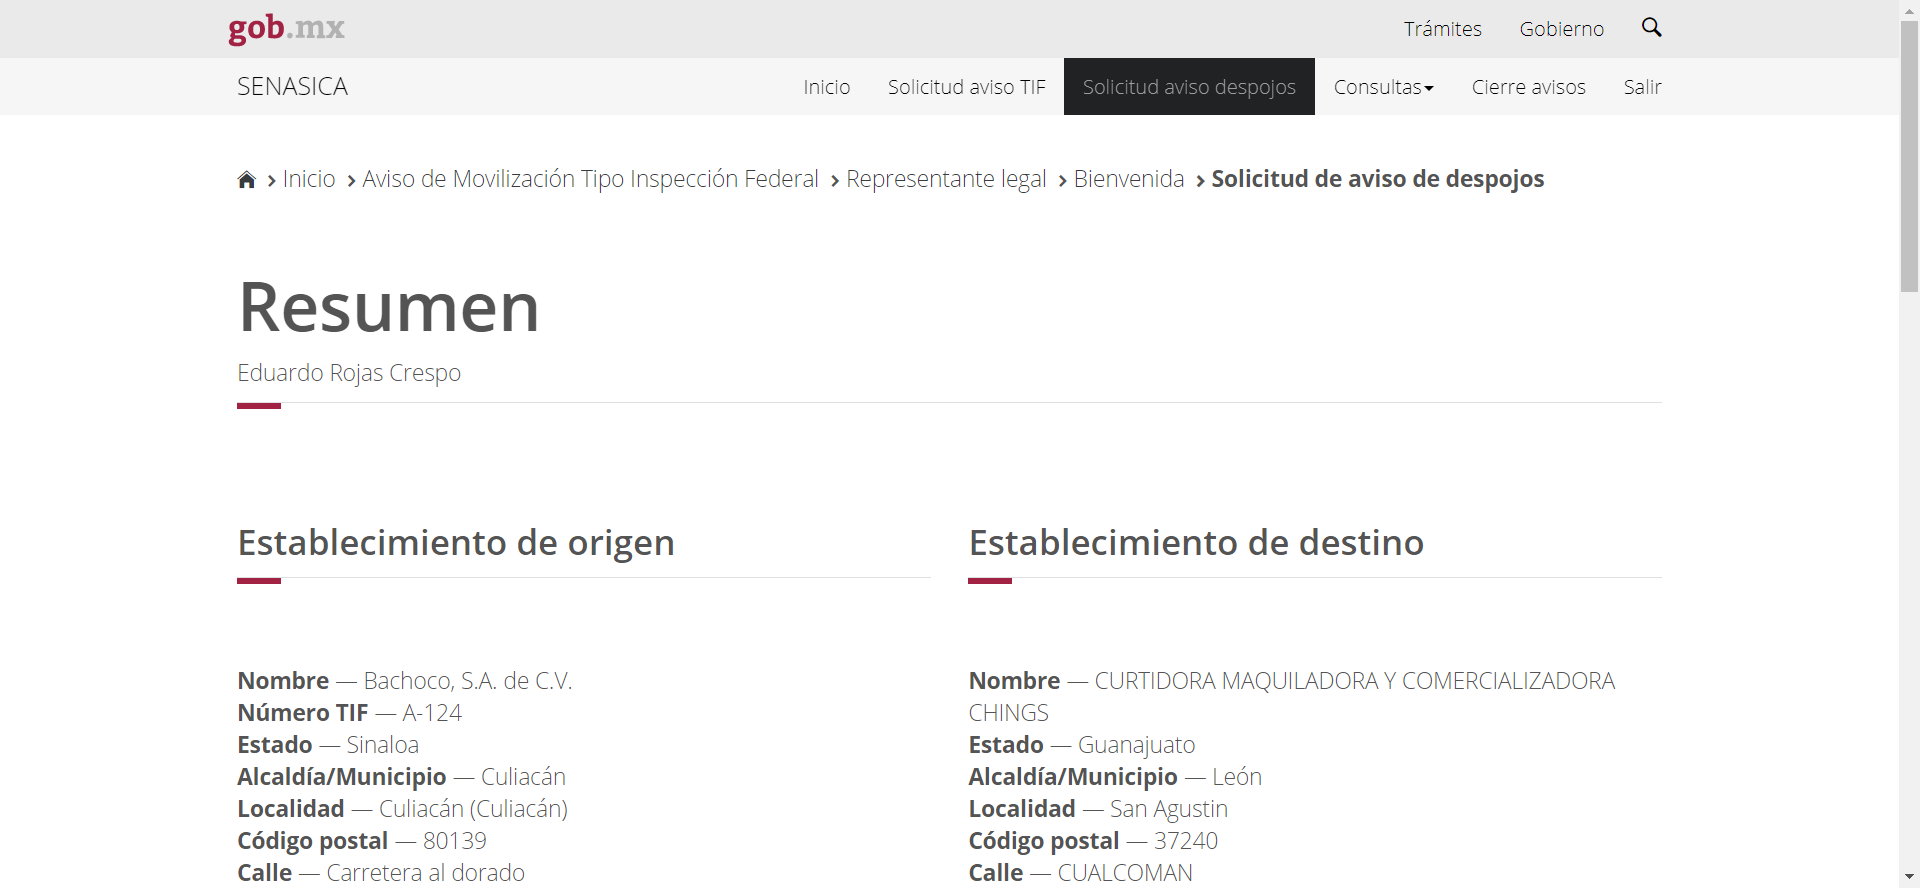 gob.mx
Trámites Gobierno
SENASICA
Inicio Solicitud aviso TIF Solicitud aviso despojos Consultas Cierre avisos Salir
Inicio Aviso de Movilización Tipo Inspección Federal Representante legal Bienvenida Solicitud de aviso de despojos
Resumen
Eduardo Rojas Crespo
Establecimiento de origen
Nombre — Bachoco, S.A. de C.V.
Número TIF — A-124
Estado — Sinaloa
Alcaldía/Municipio — Culiacán
Localidad — Culiacán (Culiacán)
Código postal — 80139
Calle — Carretera al dorado
Establecimiento de destino
Nombre — CURTIDORA MAQUILADORA Y COMERCIALIZADORA
CHINGS
Estado — Guanajuato
Alcaldía/Municipio — León
Localidad — San Agustin
Código postal — 37240
Calle — CUALCOMAN